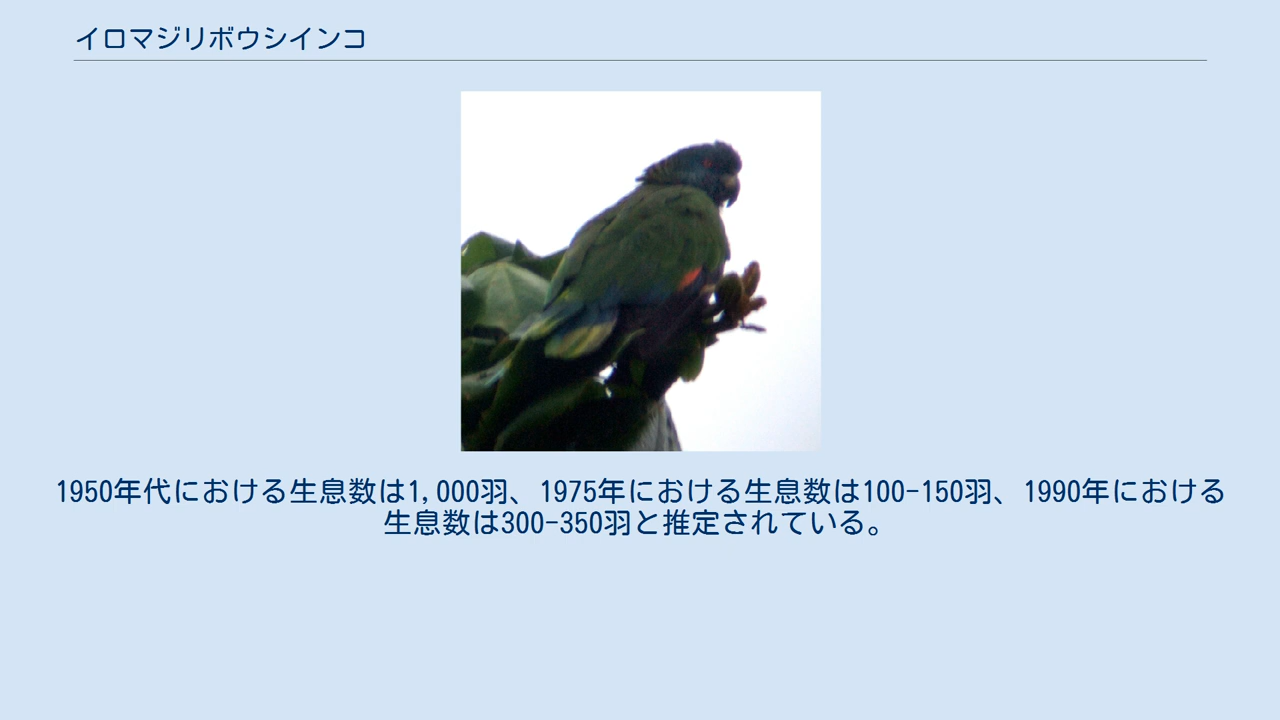 イロマジリボウシインコ
1950年代における生息数は1,000羽、1975年における生息数は100-150羽、1990年における
生息数は300-350羽と推定されている。